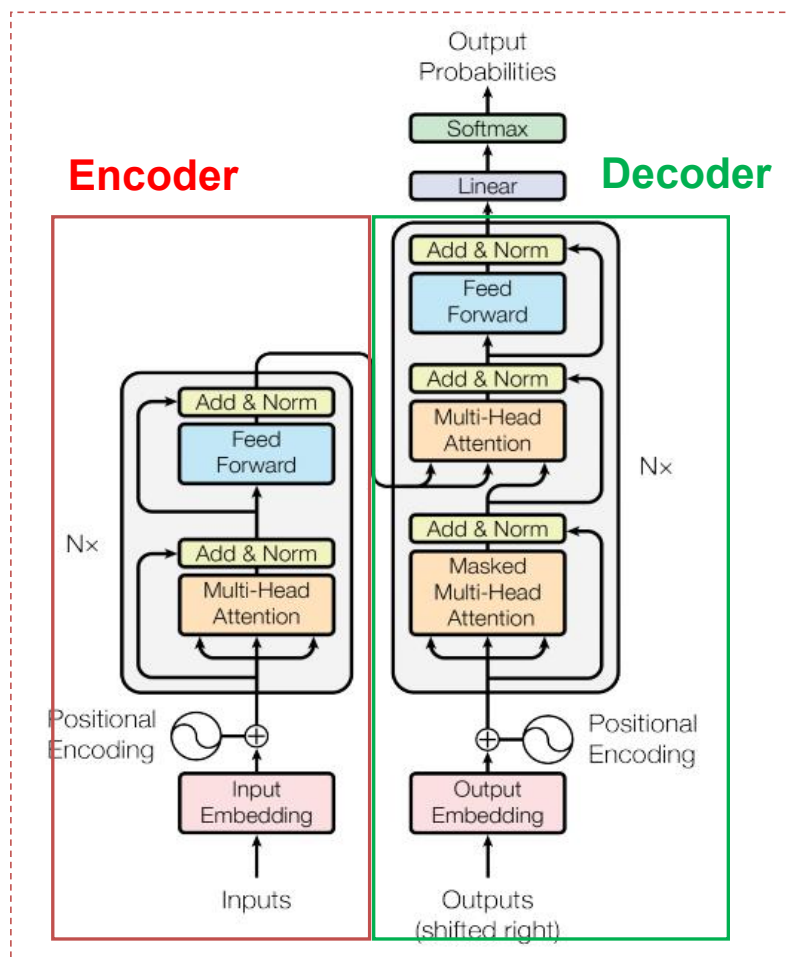 Output
Probabilities
Softmax
Linear
Encoder
Decoder
Add & Norm
Feed
Forward
Add & Norm
Multi-Head
Attention
Nx
Add & Norm
Masked
Multi-Head
Attention
Add & Norm
Feed
Forward
Nx
Add & Norm
Multi-Head
Attention
Positional
Encoding
Positional
Encoding
Input
Embedding
Output
Embedding
Inputs
Outputs
(shifted right)